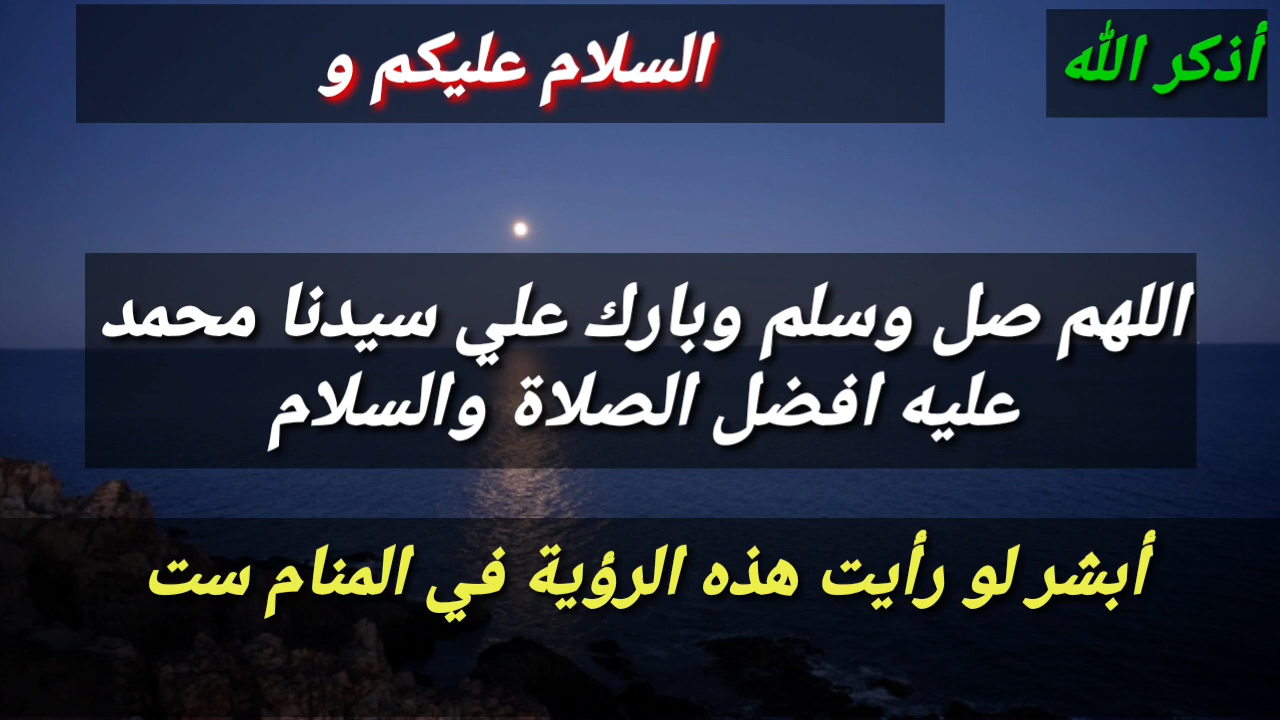 أذكر الله
السلام عليكم و
اللهم صل وسلم وبارك علي سيدنا محمد
عليه افضل الصلاة والسلام
أبشر لو رأيت هذه الرؤية في المنام ست